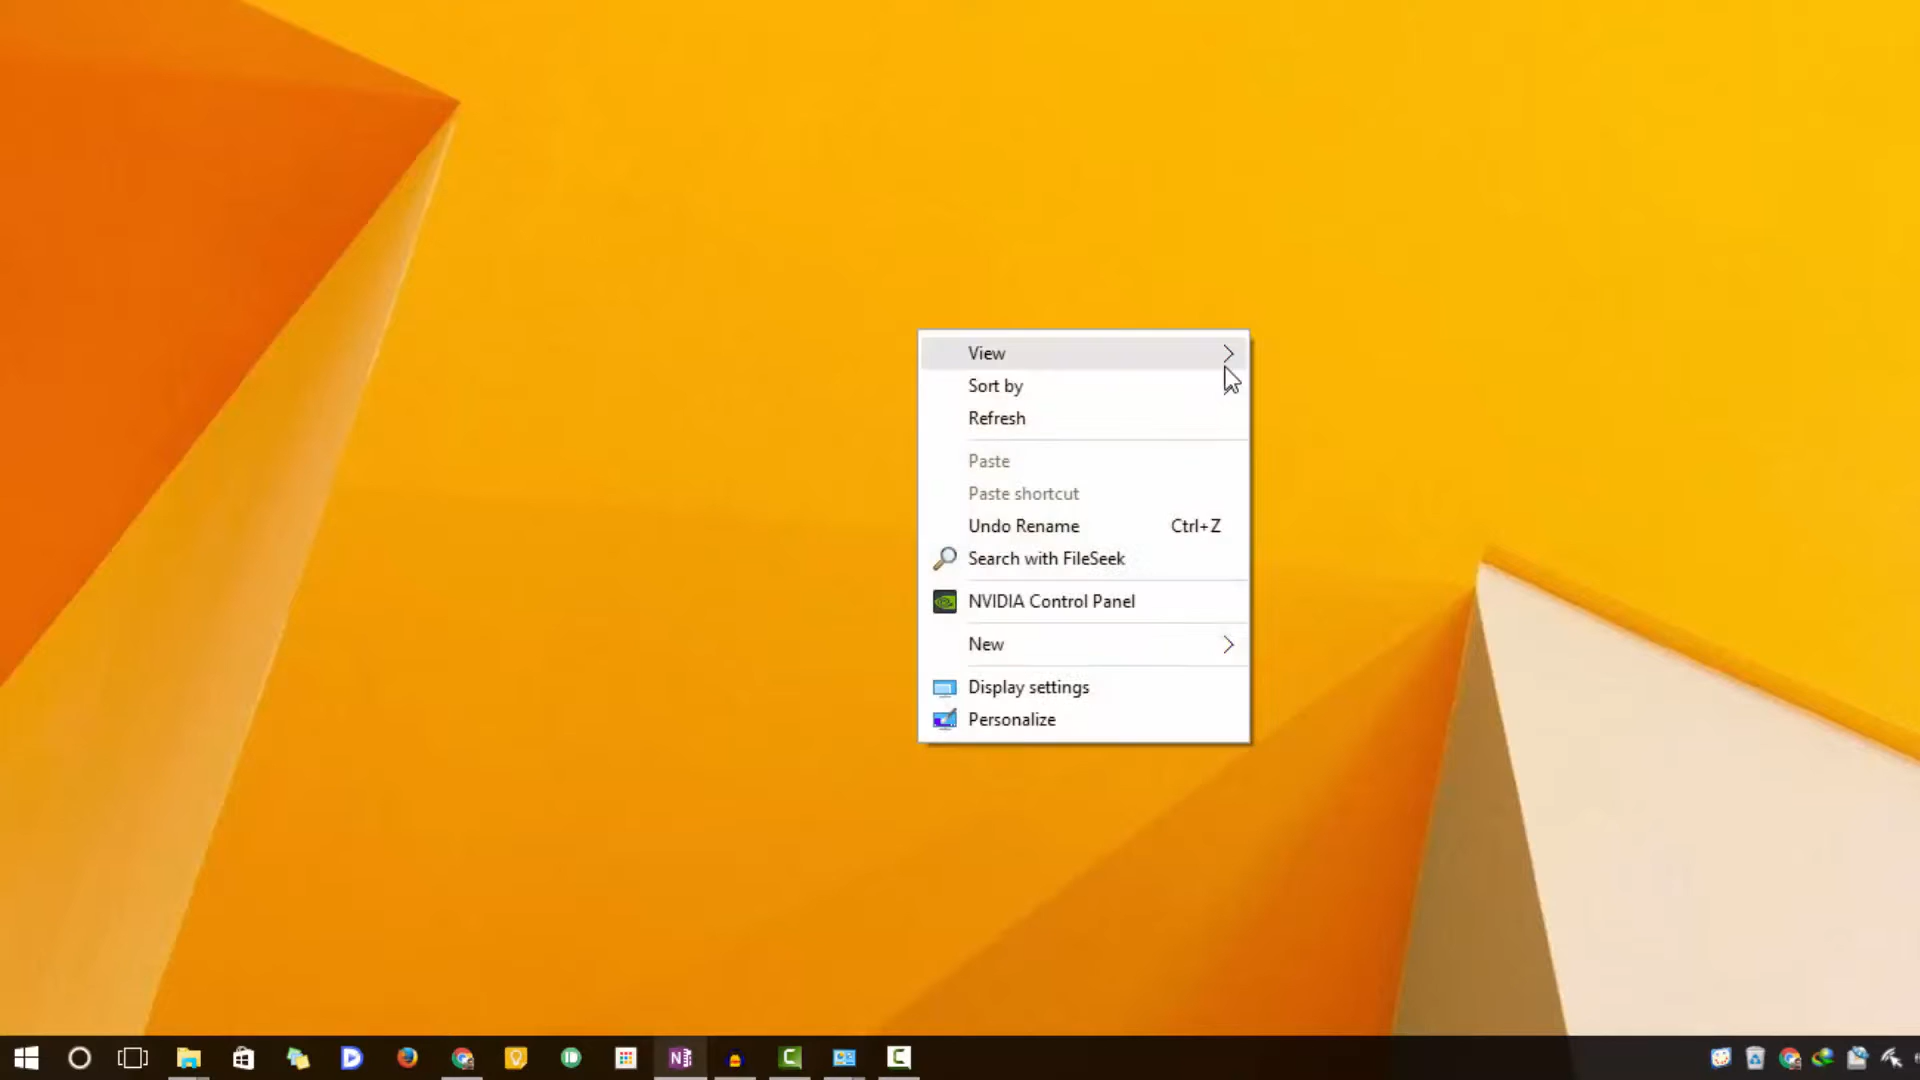 View
Sort by
Refresh
Paste
Paste shortcut
Undo Rename Ctrl+Z
Search with FileSeek
NVIDIA Control Panel
New
Display settings
Personalize